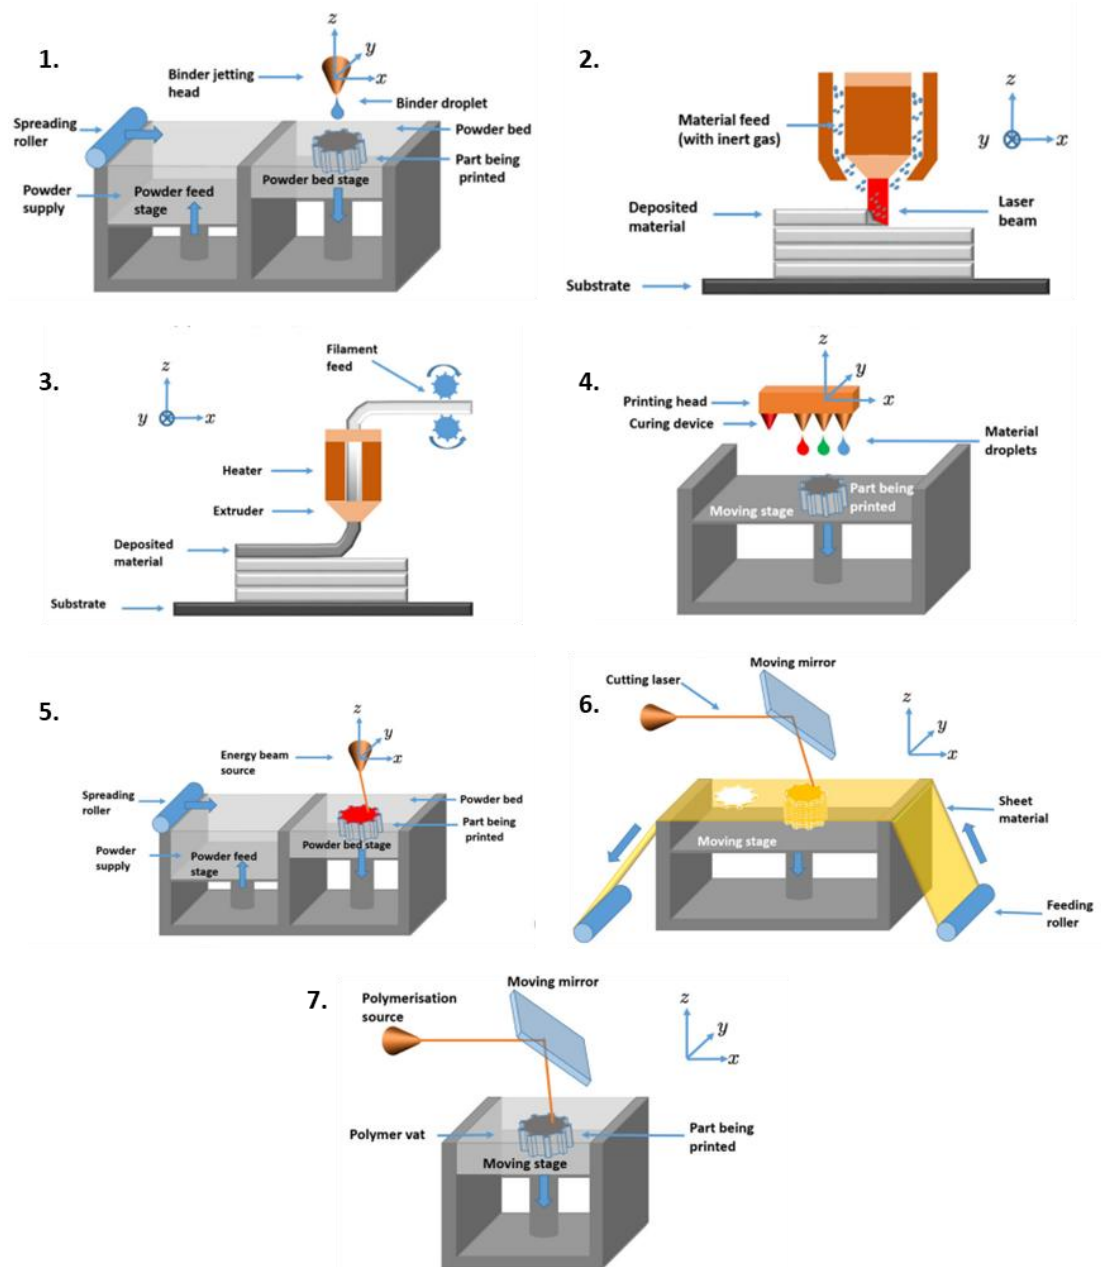 1.
z
y
x
Binder jetting
head
Binder droplet
Spreading
roller
Powder bed
Part being
printed
Powder bed stage
Powder
supply
Powder feed
stage
2.
Material feed
(with inert gas)
z
y
x
Deposited
material
Laser
beam
Substrate
3.
z
y
x
Filament
feed
Heater
Extruder
Deposited
material
Substrate
4.
z
y
x
Printing head
Curing device
Material
droplets
Part being
printed
Moving stage
5.
z
y
x
Energy beam
source
Spreading
roller
Powder bed
Part being
printed
Powder bed stage
Powder
supply
Powder feed
stage
6.
Moving mirror
Cutting laser
z
y
x
Sheet
material
Moving stage
Feeding
roller
7.
Moving mirror
Polymerisation
source
z
y
x
Polymer vat
Part being
printed
Moving stage